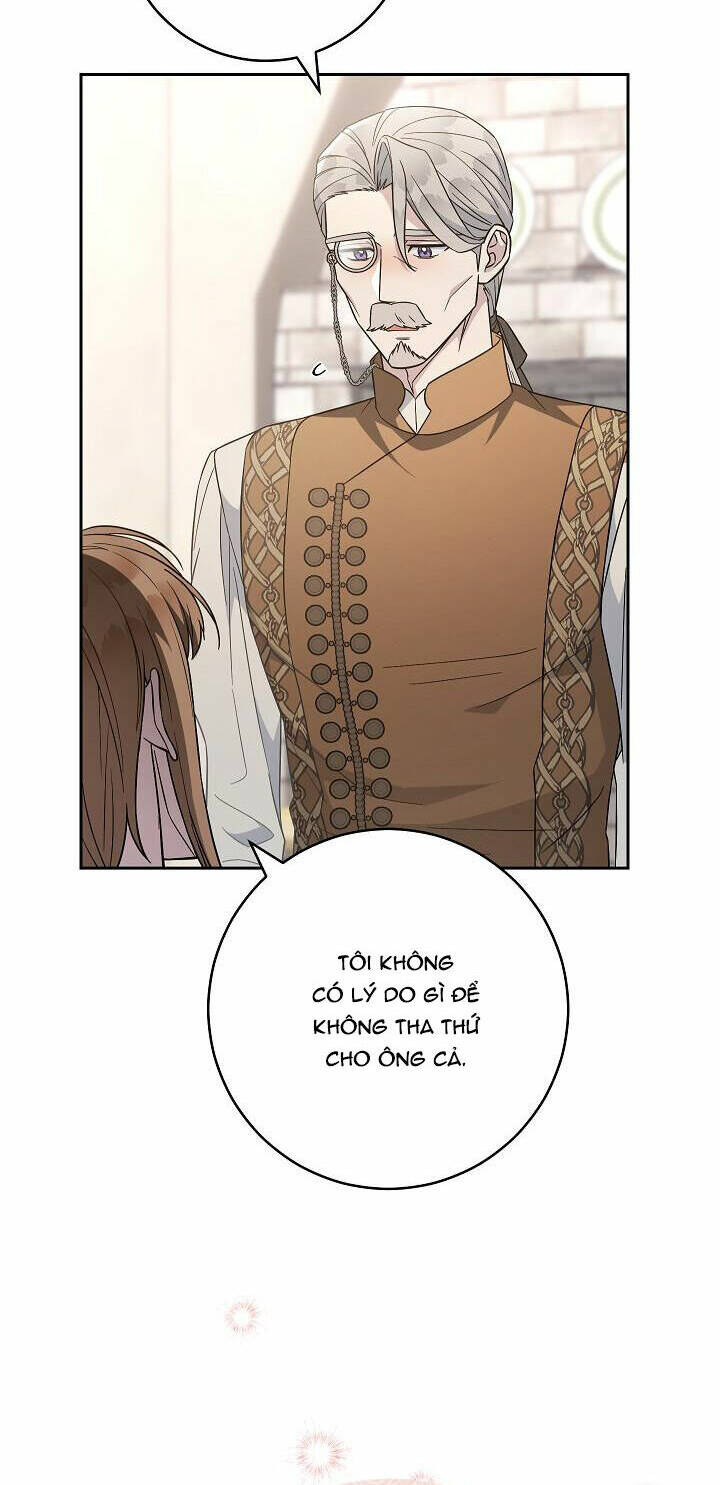 TÔI KHÔNG
CÓ LÝ DO GÌ ĐỂ
KHÔNG THA THỨ
CHO ÔNG CẢ.